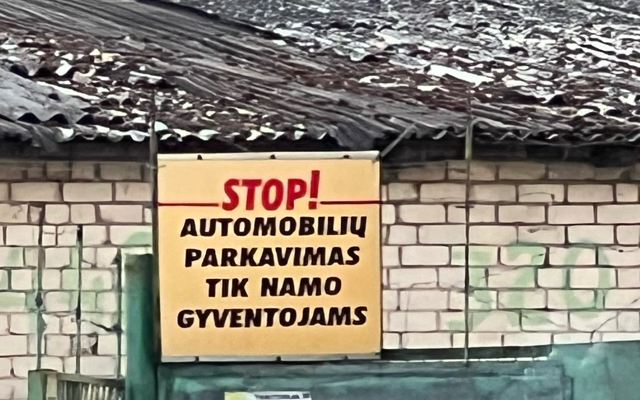 STOP!
AUTOMOBILIŲ
PARKAVIMAS
TIK NAMO
GYVENTOJAMS